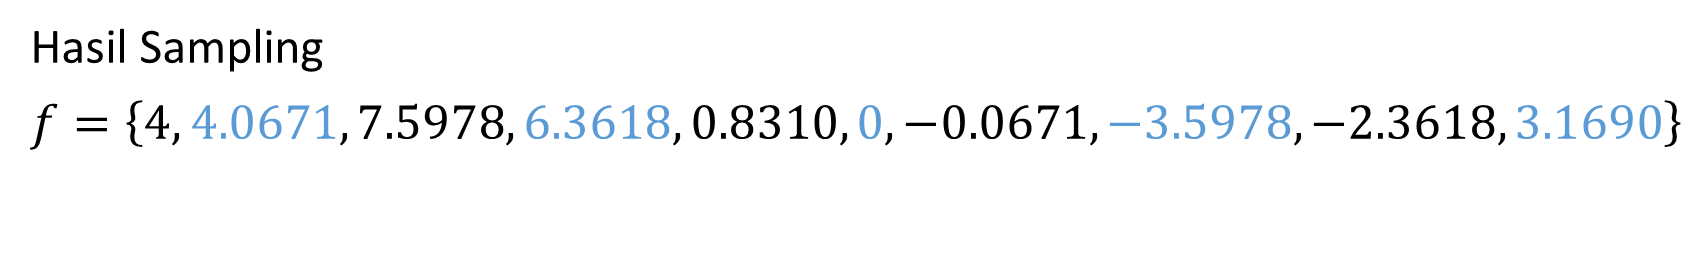 Hasil Sampling
𝑓 = {4, 4.0671, 7.5978, 6.3618, 0.8310, 0, −0.0671, −3.5978, −2.3618, 3.1690}